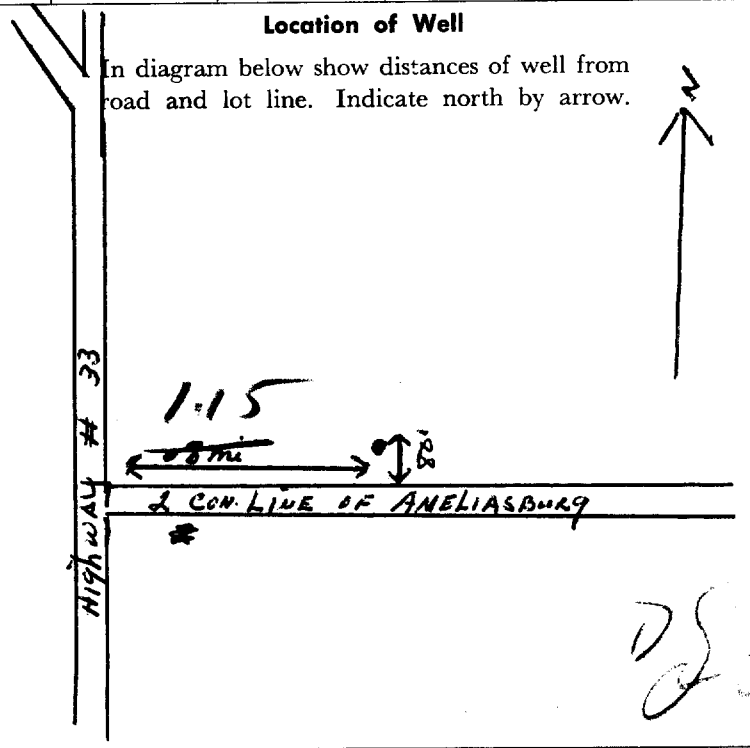 Location of Well
In diagram below show distances of well from
road and lot line. Indicate north by arrow.
N
HighWAY # 33
1.15
mi
2 CON. LINE OF AMELIASBURG